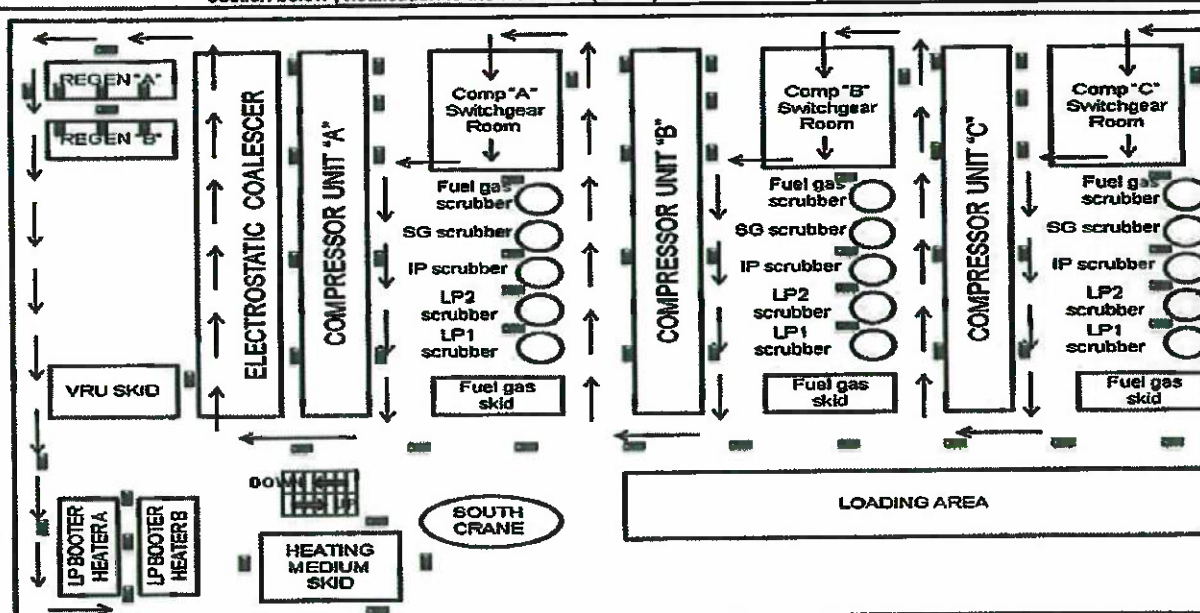 REGEN "A"
REGEN "B"
ELECTROSTATIC COALESCER
COMPRESSOR UNIT "A"
Comp "A"
Switchgear
Room
Fuel gas
scrubber
SG scrubber
IP scrubber
LP2
scrubber
LP1
scrubber
Fuel gas
skid
COMPRESSOR UNIT "B"
Comp "B"
Switchgear
Room
Fuel gas
scrubber
SG scrubber
IP scrubber
LP2
scrubber
LP1
scrubber
Fuel gas
skid
COMPRESSOR UNIT "C"
Comp "C"
Switchgear
Room
Fuel gas
scrubber
SG scrubber
IP scrubber
LP2
scrubber
LP1
scrubber
Fuel gas
skid
VRU SKID
DOWN
UP
LP BOOTER
HEATER A
LP BOOTER
HEATER B
HEATING
MEDIUM
SKID
SOUTH
CRANE
LOADING AREA